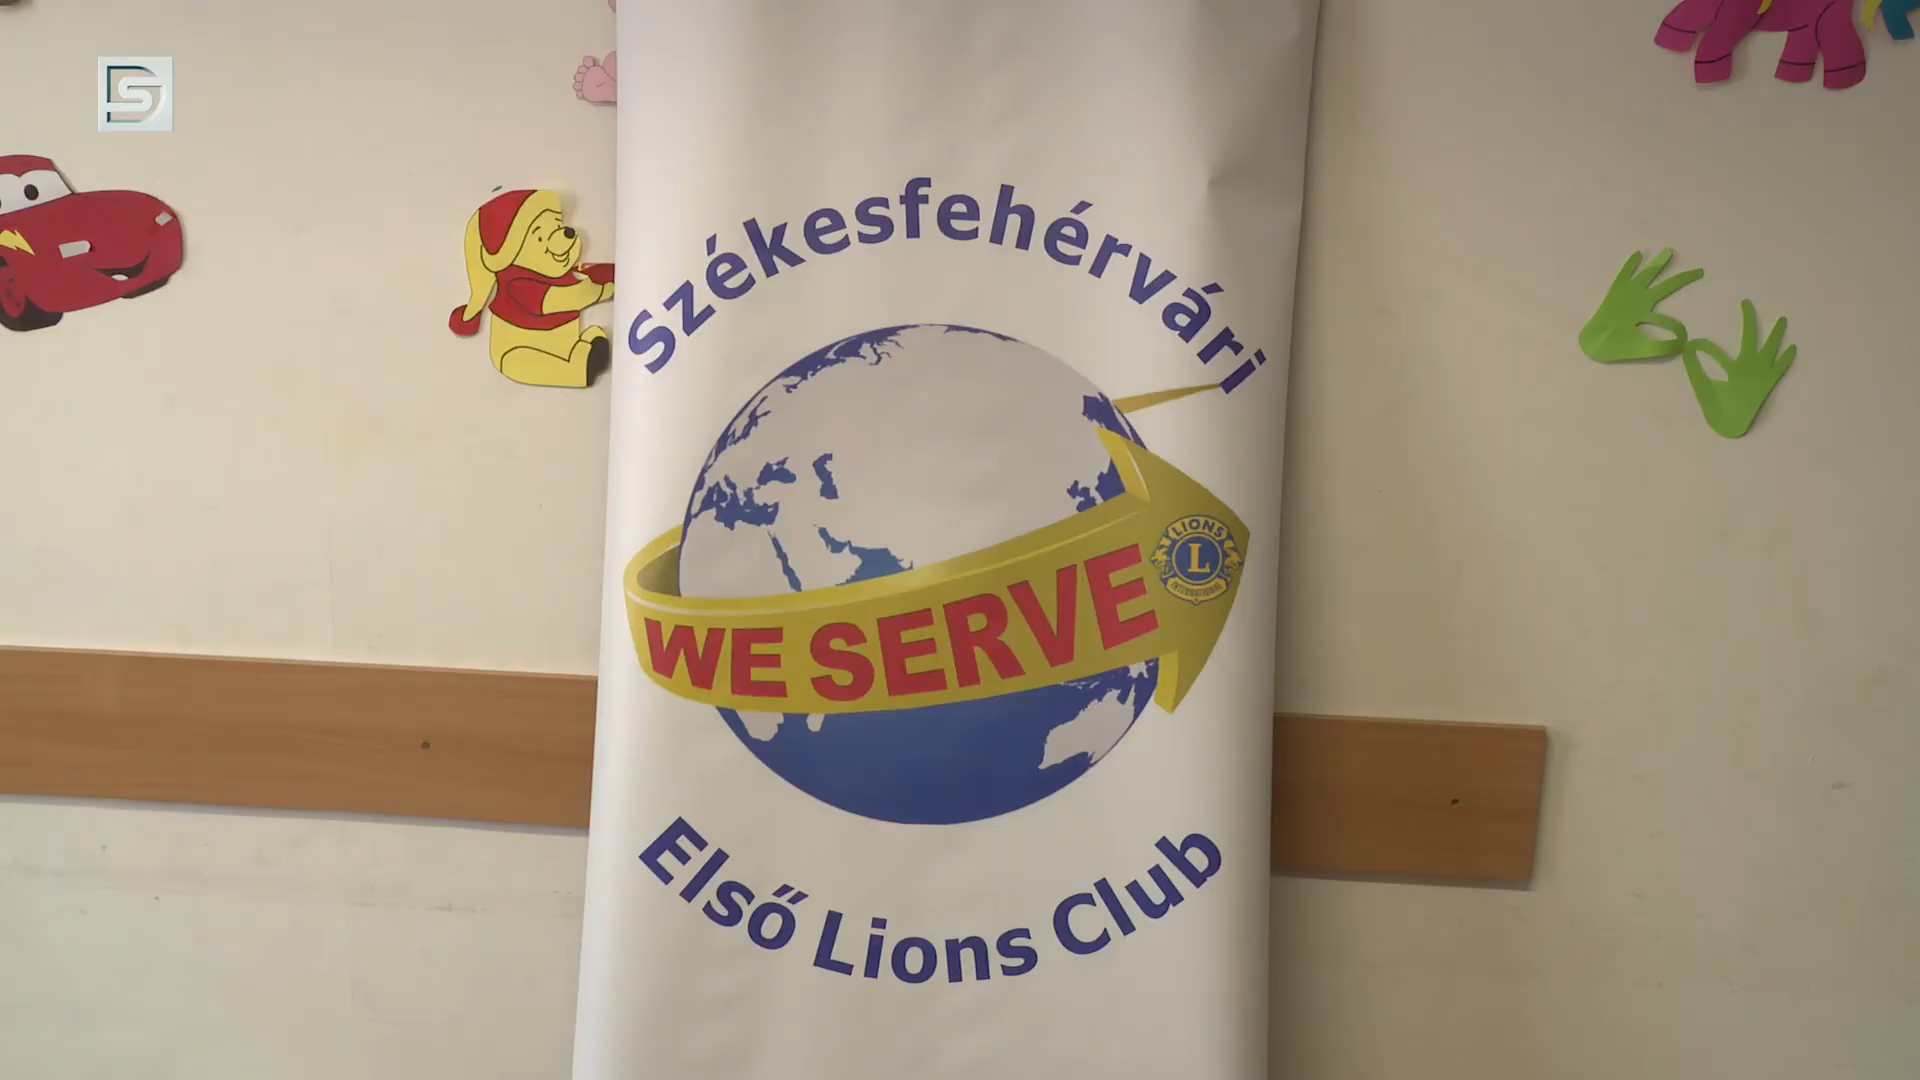 Székesfehérvári
LIONS
L
INTERNATIONAL
WE SERVE
Első Lions Club